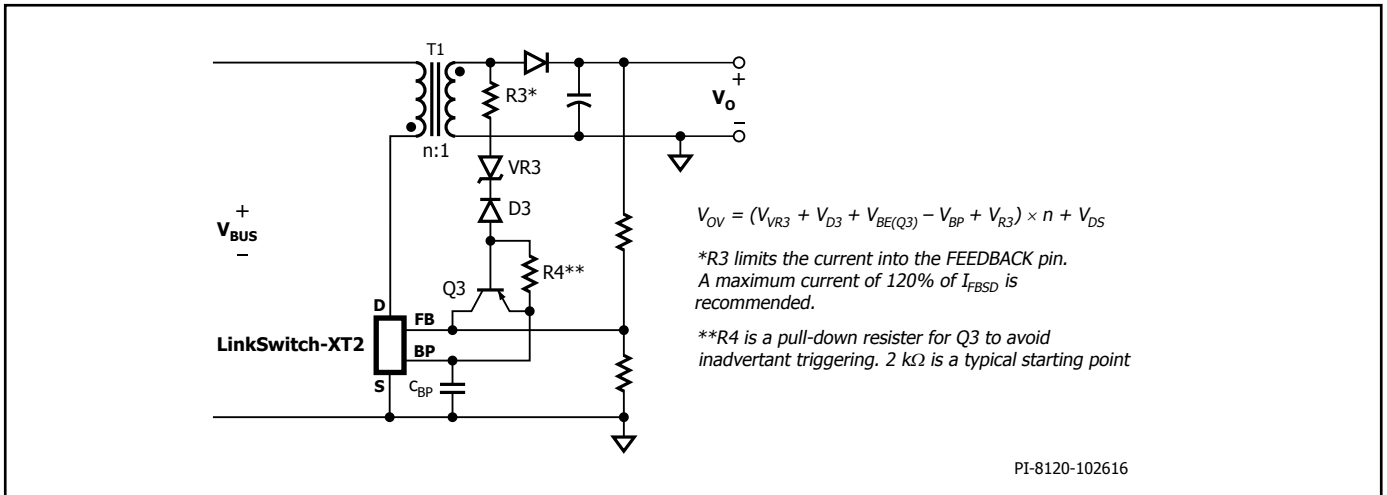 T1
R3*
+
V_O
–
n:1
VR3
D3
+
V_BUS
–
V_OV = (V_VR3 + V_D3 + V_BE(Q3) – V_BP + V_R3) × n + V_DS
*R3 limits the current into the FEEDBACK pin.
A maximum current of 120% of I_FBSD is
recommended.
R4**
Q3
**R4 is a pull-down resister for Q3 to avoid
inadvertant triggering. 2 kΩ is a typical starting point
D
FB
LinkSwitch-XT2
BP
S
C_BP
PI-8120-102616